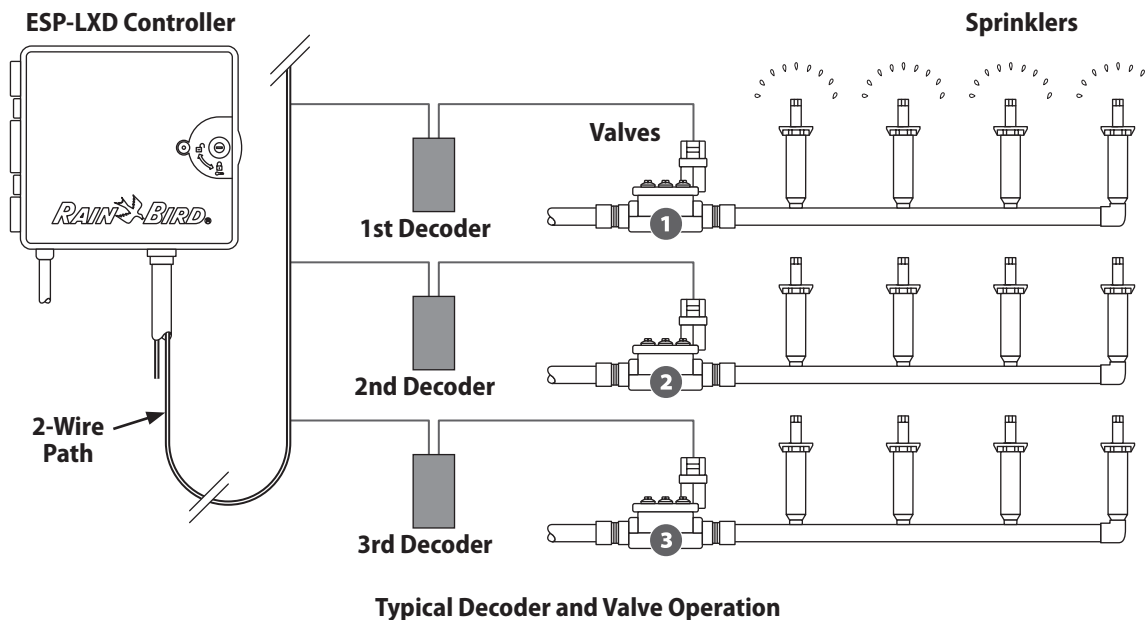 ESP-LXD Controller
Sprinklers
Valves
RAIN BIRD®
1st Decoder
1
2nd Decoder
2
2-Wire
Path
3rd Decoder
3
Typical Decoder and Valve Operation